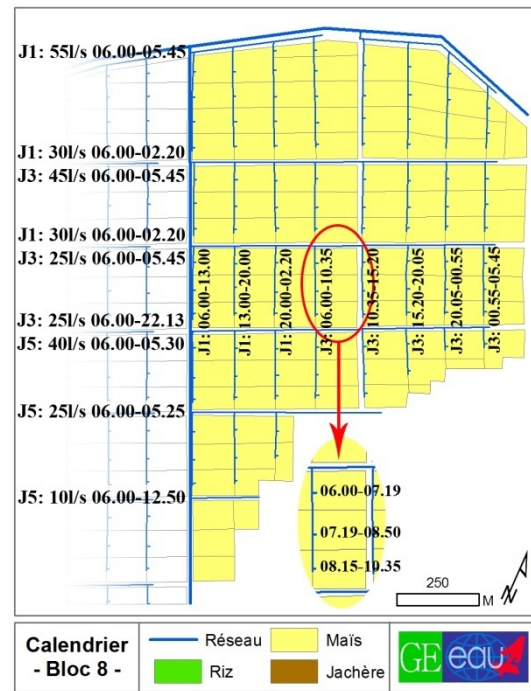 J1: 55l/s 06.00-05.45
J1: 30l/s 06.00-02.20
J3: 45l/s 06.00-05.45
J1: 30l/s 06.00-02.20
J3: 25l/s 06.00-05.45
J3: 25l/s 06.00-22.13
J5: 40l/s 06.00-05.30
J5: 25l/s 06.00-05.25
J5: 10l/s 06.00-12.50
J1: 06.00-13.00
J1: 13.00-20.00
J1: 20.00-02.20
J3: 06.00-10.35
J3: 10.35-15.20
J3: 15.20-20.05
J3: 20.05-00.55
J3: 00.55-05.45
06.00-07.19
07.19-08.50
08.15-10.35
N
250
M
Calendrier
- Bloc 8 -
Réseau
Maïs
Riz
Jachère
GEeau